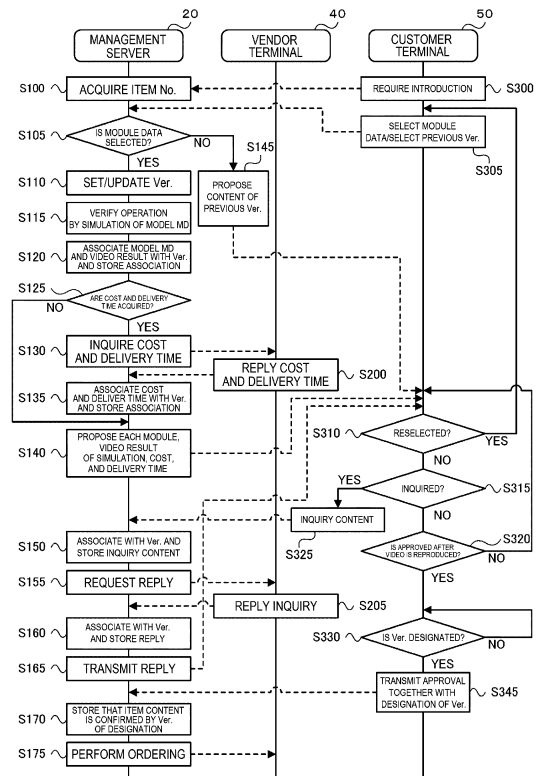 20
40
50
MANAGEMENT
SERVER
VENDOR
TERMINAL
CUSTOMER
TERMINAL
S100
ACQUIRE ITEM No.
REQUIRE INTRODUCTION
S300
S105
IS MODULE DATA
SELECTED?
NO
YES
SELECT MODULE
DATA/SELECT PREVIOUS Ver.
S305
S145
PROPOSE
CONTENT OF
PREVIOUS Ver.
S110
SET/UPDATE Ver.
S115
VERIFY OPERATION
BY SIMULATION OF MODEL MD
S120
ASSOCIATE MODEL MD
AND VIDEO RESULT WITH Ver.
AND STORE ASSOCIATION
S125
ARE COST AND DELIVERY
TIME ACQUIRED?
NO
YES
S130
INQUIRE COST
AND DELIVERY TIME
REPLY COST
AND DELIVERY TIME
S200
S135
ASSOCIATE COST
AND DELIVER TIME WITH Ver.
AND STORE ASSOCIATION
S140
PROPOSE EACH MODULE,
VIDEO RESULT
OF SIMULATION, COST,
AND DELIVERY TIME
S310
RESELECTED?
YES
NO
INQUIRED?
S315
YES
NO
INQUIRY CONTENT
S325
IS APPROVED AFTER
VIDEO IS REPRODUCED?
S320
NO
YES
S150
ASSOCIATE WITH Ver. AND
STORE INQUIRY CONTENT
S155
REQUEST REPLY
REPLY INQUIRY
S205
S160
ASSOCIATE WITH Ver.
AND STORE REPLY
S330
IS Ver. DESIGNATED?
NO
YES
S165
TRANSMIT REPLY
TRANSMIT APPROVAL
TOGETHER WITH
DESIGNATION OF Ver.
S345
S170
STORE THAT ITEM CONTENT
IS CONFIRMED BY Ver.
OF DESIGNATION
S175
PERFORM ORDERING